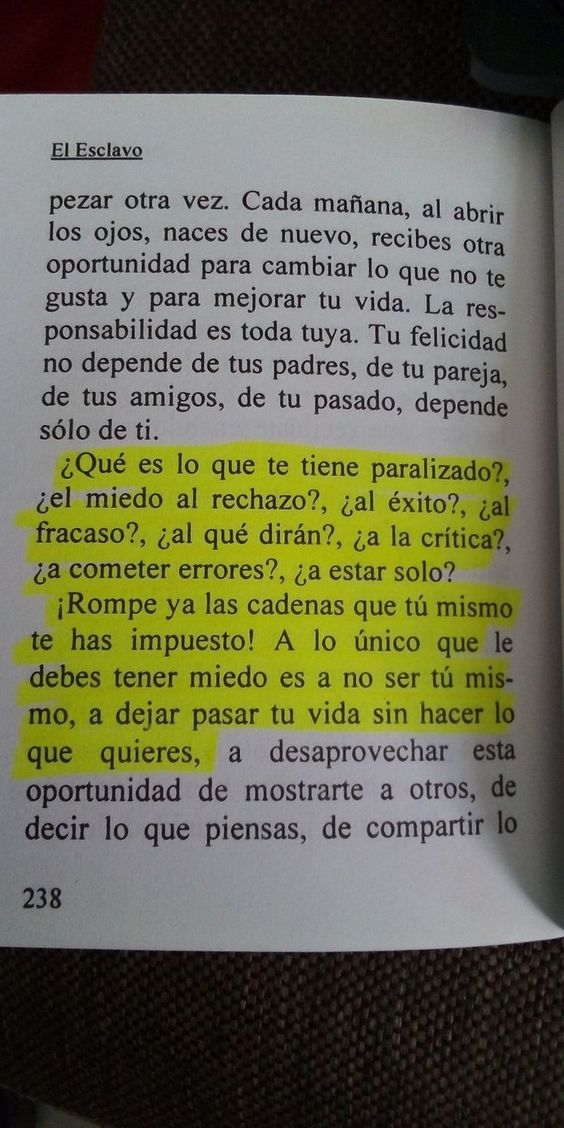 El Esclavo
pezar otra vez. Cada mañana, al abrir
los ojos, naces de nuevo, recibes otra
oportunidad para cambiar lo que no te
gusta y para mejorar tu vida. La res-
ponsabilidad es toda tuya. Tu felicidad
no depende de tus padres, de tu pareja,
de tus amigos, de tu pasado, depende
sólo de ti.
¿Qué es lo que te tiene paralizado?,
¿el miedo al rechazo?, ¿al éxito?, ¿al
fracaso?, ¿al qué dirán?, ¿a la crítica?,
¿a cometer errores?, ¿a estar solo?
¡Rompe ya las cadenas que tú mismo
te has impuesto! A lo único que le
debes tener miedo es a no ser tú mis-
mo, a dejar pasar tu vida sin hacer lo
que quieres, a desaprovechar esta
oportunidad de mostrarte a otros, de
decir lo que piensas, de compartir lo
238